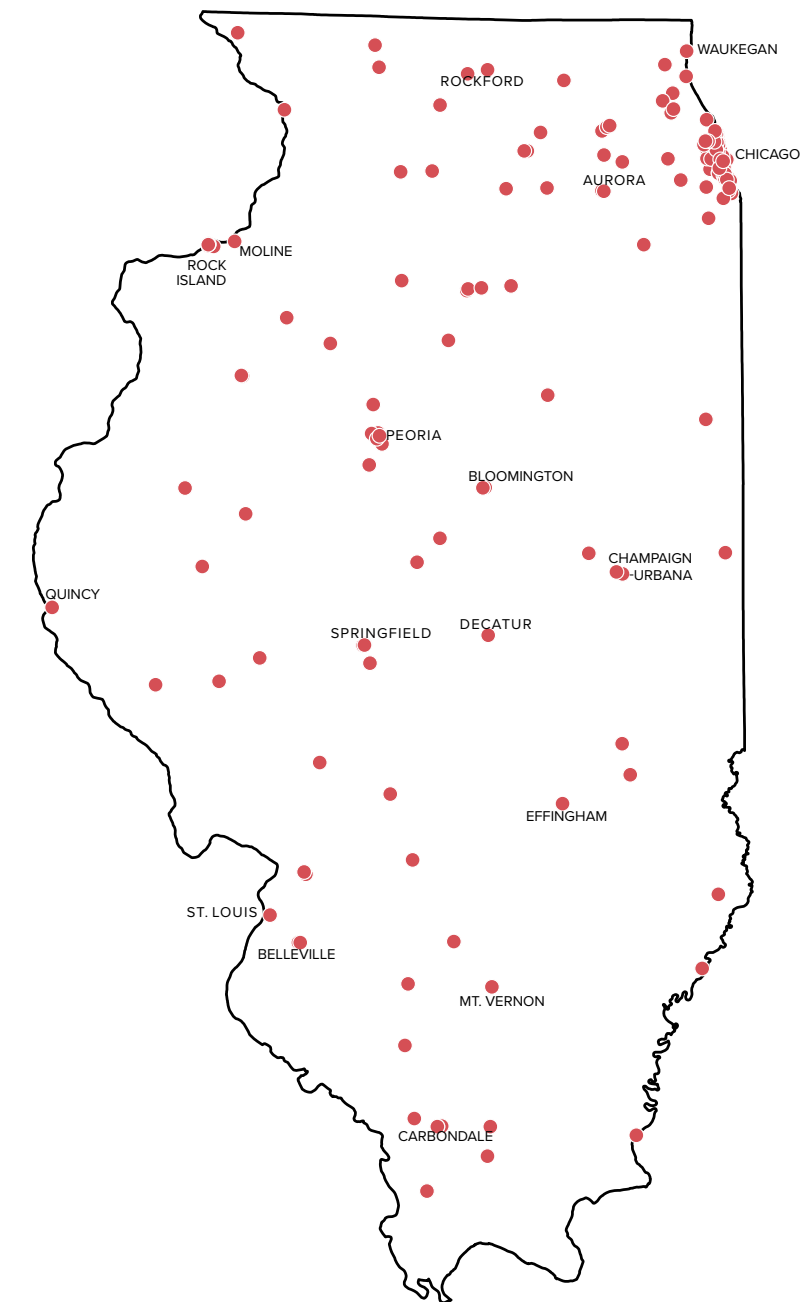 WAUKEGAN
ROCKFORD
CHICAGO
AURORA
MOLINE
ROCK
ISLAND
PEORIA
BLOOMINGTON
CHAMPAIGN
-URBANA
QUINCY
DECATUR
SPRINGFIELD
EFFINGHAM
ST. LOUIS
BELLEVILLE
MT. VERNON
CARBONDALE